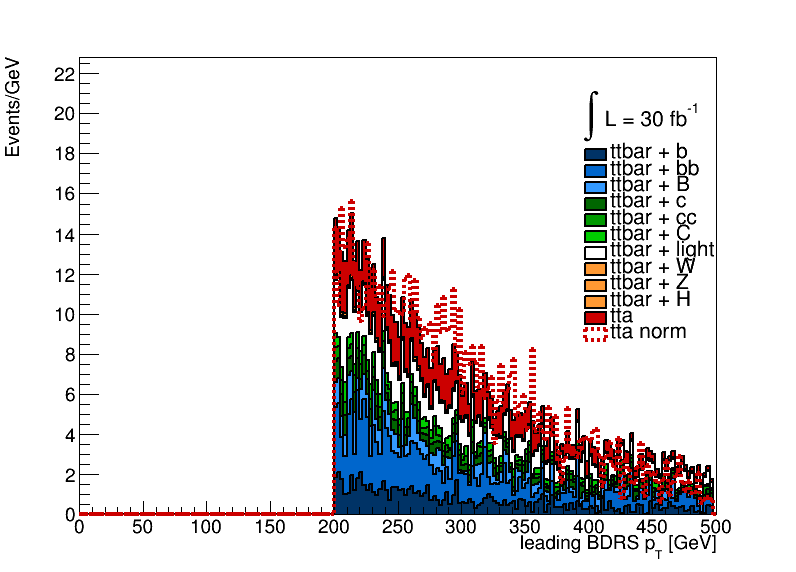 Events/GeV
22
20
18
16
14
12
10
8
6
4
2
0
∫ L = 30 fb⁻¹
ttbar + b
ttbar + bb
ttbar + B
ttbar + c
ttbar + cc
ttbar + C
ttbar + light
ttbar + W
ttbar + Z
ttbar + H
tta
tta norm
0 50 100 150 200 250 300 350 400 450 500
leading BDRS p_T [GeV]